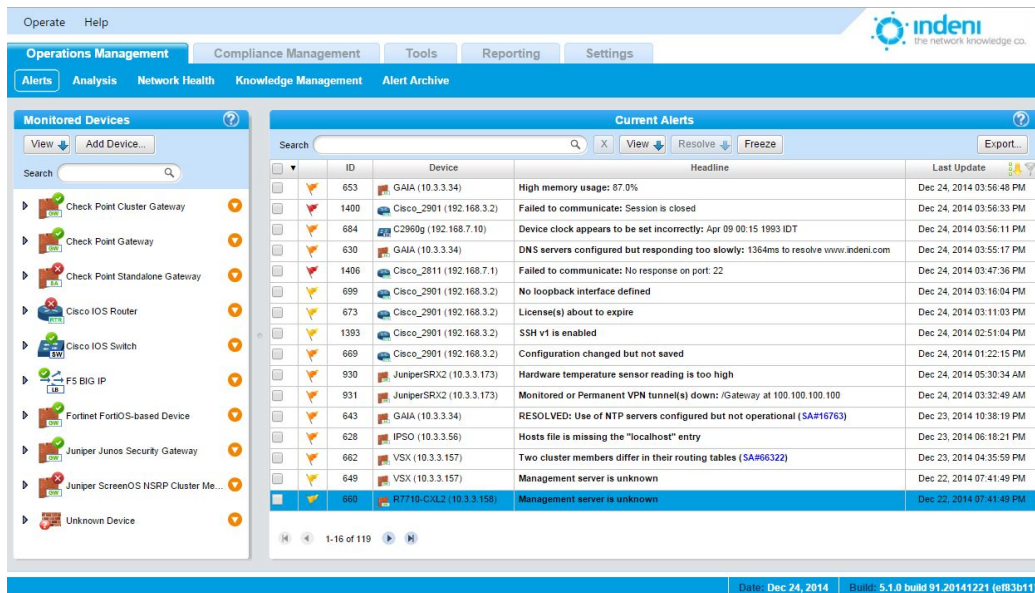 Operate Help
indeni
the network knowledge co.
Operations Management Compliance Management Tools Reporting Settings
Alerts Analysis Network Health Knowledge Management Alert Archive
Monitored Devices ?
View Add Device...
Search
Check Point Cluster Gateway
Check Point Gateway
Check Point Standalone Gateway
Cisco IOS Router
Cisco IOS Switch
F5 BIG IP
Fortinet FortiOS-based Device
Juniper Junos Security Gateway
Juniper ScreenOS NSRP Cluster Me...
Unknown Device
Current Alerts ?
Search X View Resolve Freeze Export...
ID Device Headline Last Update
653 GAIA (10.3.3.34) High memory usage: 87.0% Dec 24, 2014 03:56:48 PM
1400 Cisco_2901 (192.168.3.2) Failed to communicate: Session is closed Dec 24, 2014 03:56:33 PM
684 C2960g (192.168.7.10) Device clock appears to be set incorrectly: Apr 09 00:15 1993 IDT Dec 24, 2014 03:56:11 PM
630 GAIA (10.3.3.34) DNS servers configured but responding too slowly: 1364ms to resolve www.indeni.com Dec 24, 2014 03:55:17 PM
1406 Cisco_2811 (192.168.7.1) Failed to communicate: No response on port: 22 Dec 24, 2014 03:47:36 PM
699 Cisco_2901 (192.168.3.2) No loopback interface defined Dec 24, 2014 03:16:04 PM
673 Cisco_2901 (192.168.3.2) License(s) about to expire Dec 24, 2014 03:11:03 PM
1393 Cisco_2901 (192.168.3.2) SSH v1 is enabled Dec 24, 2014 02:51:04 PM
669 Cisco_2901 (192.168.3.2) Configuration changed but not saved Dec 24, 2014 01:22:15 PM
930 JuniperSRX2 (10.3.3.173) Hardware temperature sensor reading is too high Dec 24, 2014 05:30:34 AM
931 JuniperSRX2 (10.3.3.173) Monitored or Permanent VPN tunnel(s) down: /Gateway at 100.100.100.100 Dec 24, 2014 03:32:49 AM
643 GAIA (10.3.3.34) RESOLVED: Use of NTP servers configured but not operational (SA#16763) Dec 23, 2014 10:38:19 PM
628 IPSO (10.3.3.56) Hosts file is missing the "localhost" entry Dec 23, 2014 06:18:21 PM
662 VSX (10.3.3.157) Two cluster members differ in their routing tables (SA#66322) Dec 23, 2014 04:35:59 PM
649 VSX (10.3.3.157) Management server is unknown Dec 22, 2014 07:41:49 PM
660 R7710-CXL2 (10.3.3.158) Management server is unknown Dec 22, 2014 07:41:49 PM
1-16 of 119
Date: Dec 24, 2014 Build: 5.1.0 build 91.20141221 (ef83b11